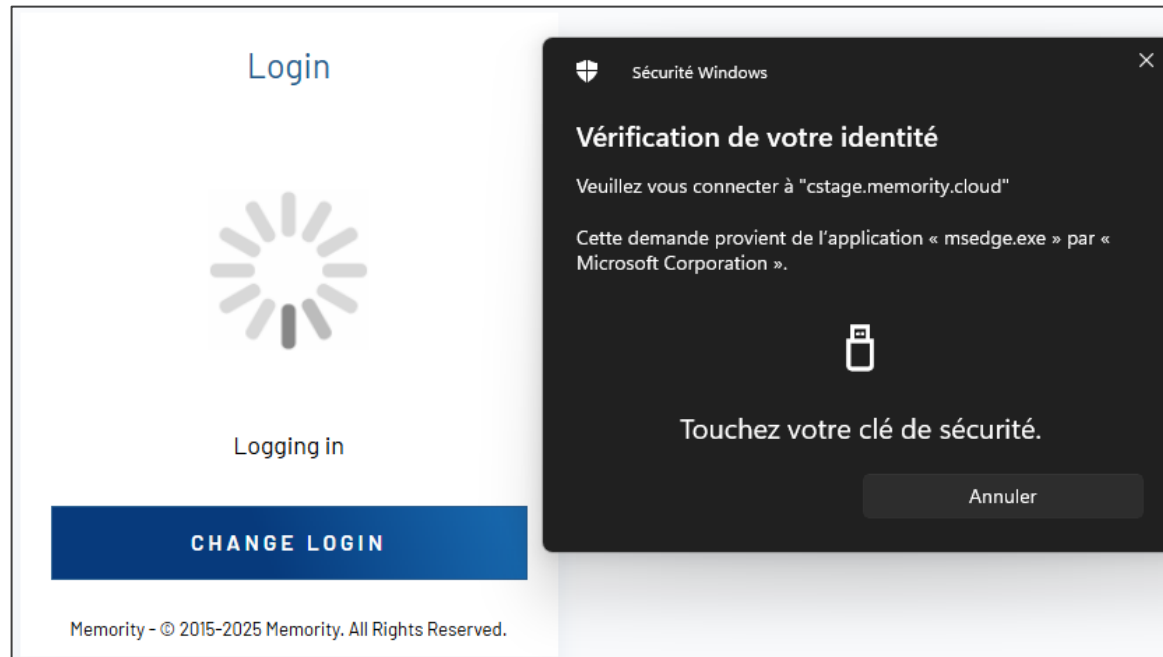 Login
Logging in
CHANGE LOGIN
Memority - © 2015-2025 Memority. All Rights Reserved.
Sécurité Windows
Vérification de votre identité
Veuillez vous connecter à "cstage.memority.cloud"
Cette demande provient de l’application « msedge.exe » par «
Microsoft Corporation ».
Touchez votre clé de sécurité.
Annuler